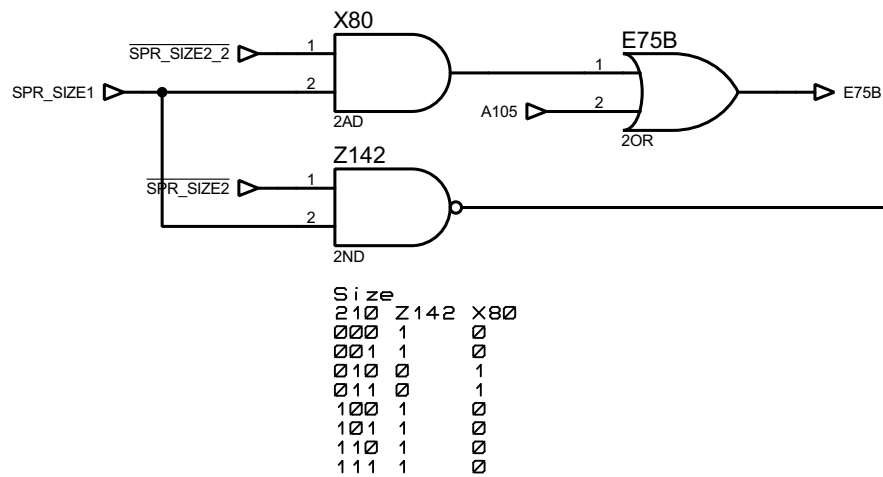 X80
SPR_SIZE2_2
1
SPR_SIZE1
2
2AD
E75B
1
A105
2
2OR
E75B
Z142
SPR_SIZE2
1
2
2ND
Size
210 Z142 X80
000 1 0
001 1 0
010 0 1
011 0 1
100 1 0
101 1 0
110 1 0
111 1 0